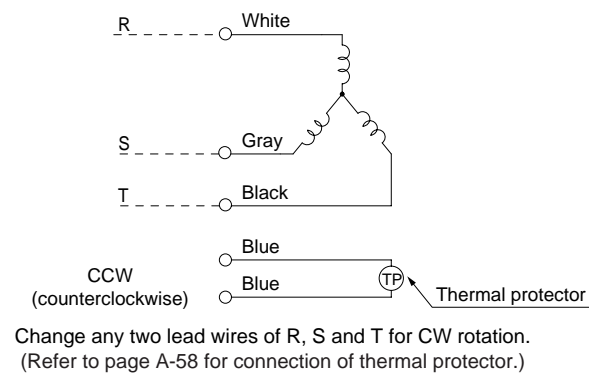 R White
S Gray
T Black
Blue
CCW
(counterclockwise)
Blue
TP
Thermal protector
Change any two lead wires of R, S and T for CW rotation.
(Refer to page A-58 for connection of thermal protector.)